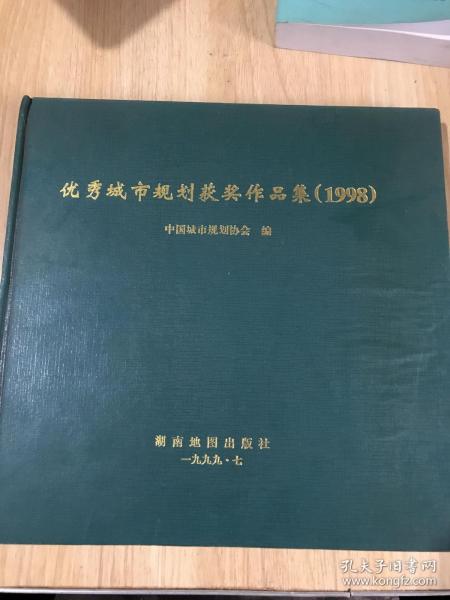 优秀城市规划获奖作品集(1998)
中国城市规划协会 编
湖南地图出版社
一九九九·七
孔夫子旧书网
www.kongfz.com